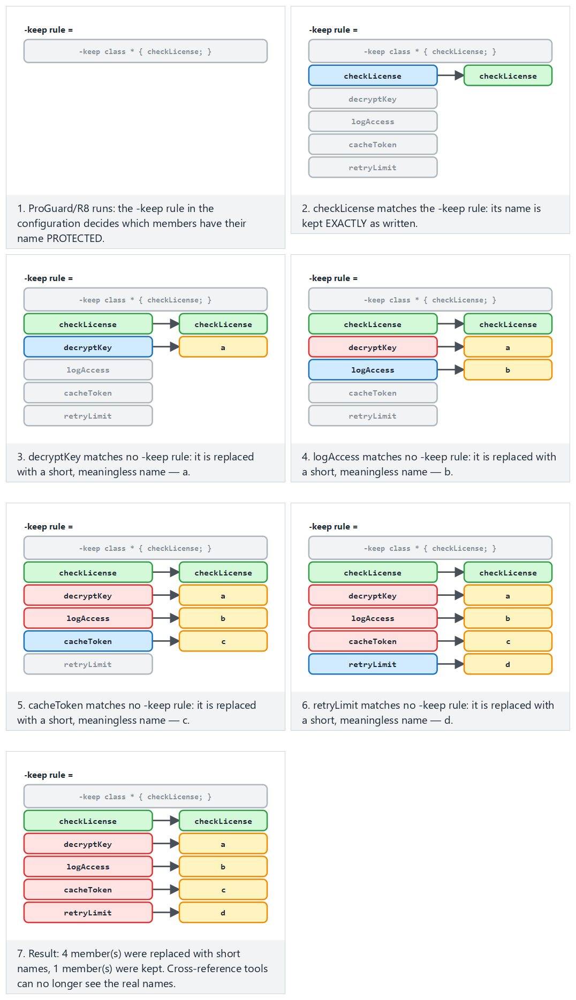 -keep rule =
-keep class * { checkLicense; }
1. ProGuard/R8 runs: the -keep rule in the
configuration decides which members have their
name PROTECTED.
-keep rule =
-keep class * { checkLicense; }
checkLicense
checkLicense
decryptKey
logAccess
cacheToken
retryLimit
2. checkLicense matches the -keep rule: its name is
kept EXACTLY as written.
-keep rule =
-keep class * { checkLicense; }
checkLicense
checkLicense
decryptKey
a
logAccess
cacheToken
retryLimit
3. decryptKey matches no -keep rule: it is replaced
with a short, meaningless name — a.
-keep rule =
-keep class * { checkLicense; }
checkLicense
checkLicense
decryptKey
a
logAccess
b
cacheToken
retryLimit
4. logAccess matches no -keep rule: it is replaced with
a short, meaningless name — b.
-keep rule =
-keep class * { checkLicense; }
checkLicense
checkLicense
decryptKey
a
logAccess
b
cacheToken
c
retryLimit
5. cacheToken matches no -keep rule: it is replaced
with a short, meaningless name — c.
-keep rule =
-keep class * { checkLicense; }
checkLicense
checkLicense
decryptKey
a
logAccess
b
cacheToken
c
retryLimit
d
6. retryLimit matches no -keep rule: it is replaced with
a short, meaningless name — d.
-keep rule =
-keep class * { checkLicense; }
checkLicense
checkLicense
decryptKey
a
logAccess
b
cacheToken
c
retryLimit
d
7. Result: 4 member(s) were replaced with short
names, 1 member(s) were kept. Cross-reference tools
can no longer see the real names.